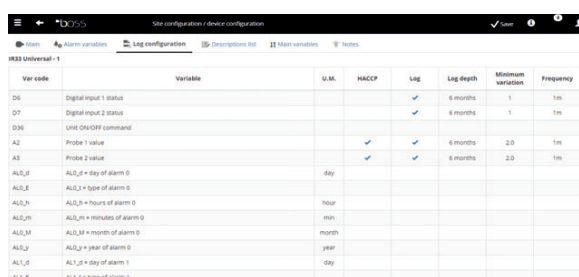 boss Site configuration / device configuration Save 0
Main Alarm variables Log configuration Descriptions list Main variables Notes
IR33 Universal - 1
Var code Variable U.M. HACCP Log Log depth Minimum variation Frequency
D6 Digital input 1 status 6 months 1 1m
D7 Digital input 2 status 6 months 1 1m
D36 Unit ON/OFF command
A2 Probe 1 value 6 months 2.0 1m
A3 Probe 2 value 6 months 2.0 1m
AL0_d AL0_d = day of alarm 0 day
AL0_E AL0_t = type of alarm 0
AL0_h AL0_h = hours of alarm 0 hour
AL0_m AL0_m = minutes of alarm 0 min
AL0_M AL0_M = month of alarm 0 month
AL0_y AL0_y = year of alarm 0 year
AL1_d AL1_d = day of alarm 1 day